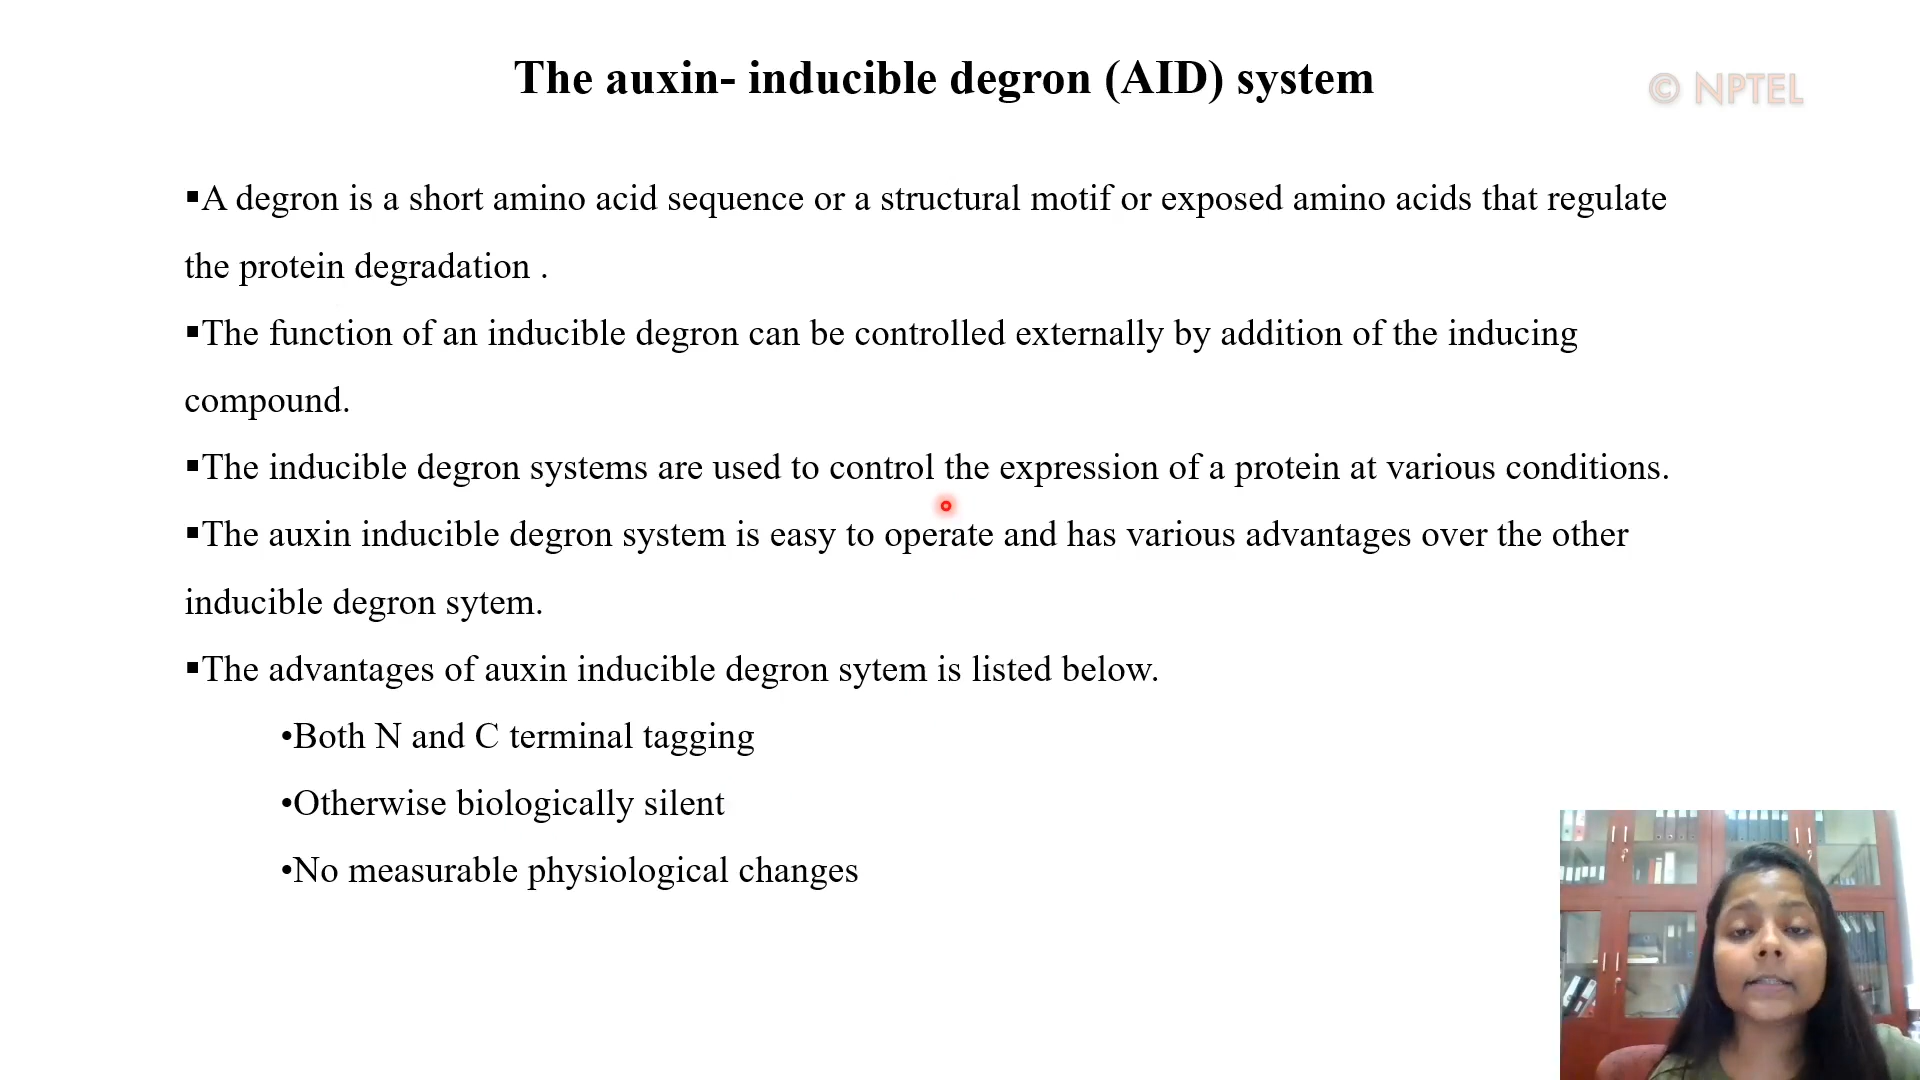 The auxin- inducible degron (AID) system
© NPTEL
▪A degron is a short amino acid sequence or a structural motif or exposed amino acids that regulate
the protein degradation .
▪The function of an inducible degron can be controlled externally by addition of the inducing
compound.
▪The inducible degron systems are used to control the expression of a protein at various conditions.
▪The auxin inducible degron system is easy to operate and has various advantages over the other
inducible degron sytem.
▪The advantages of auxin inducible degron sytem is listed below.
•Both N and C terminal tagging
•Otherwise biologically silent
•No measurable physiological changes